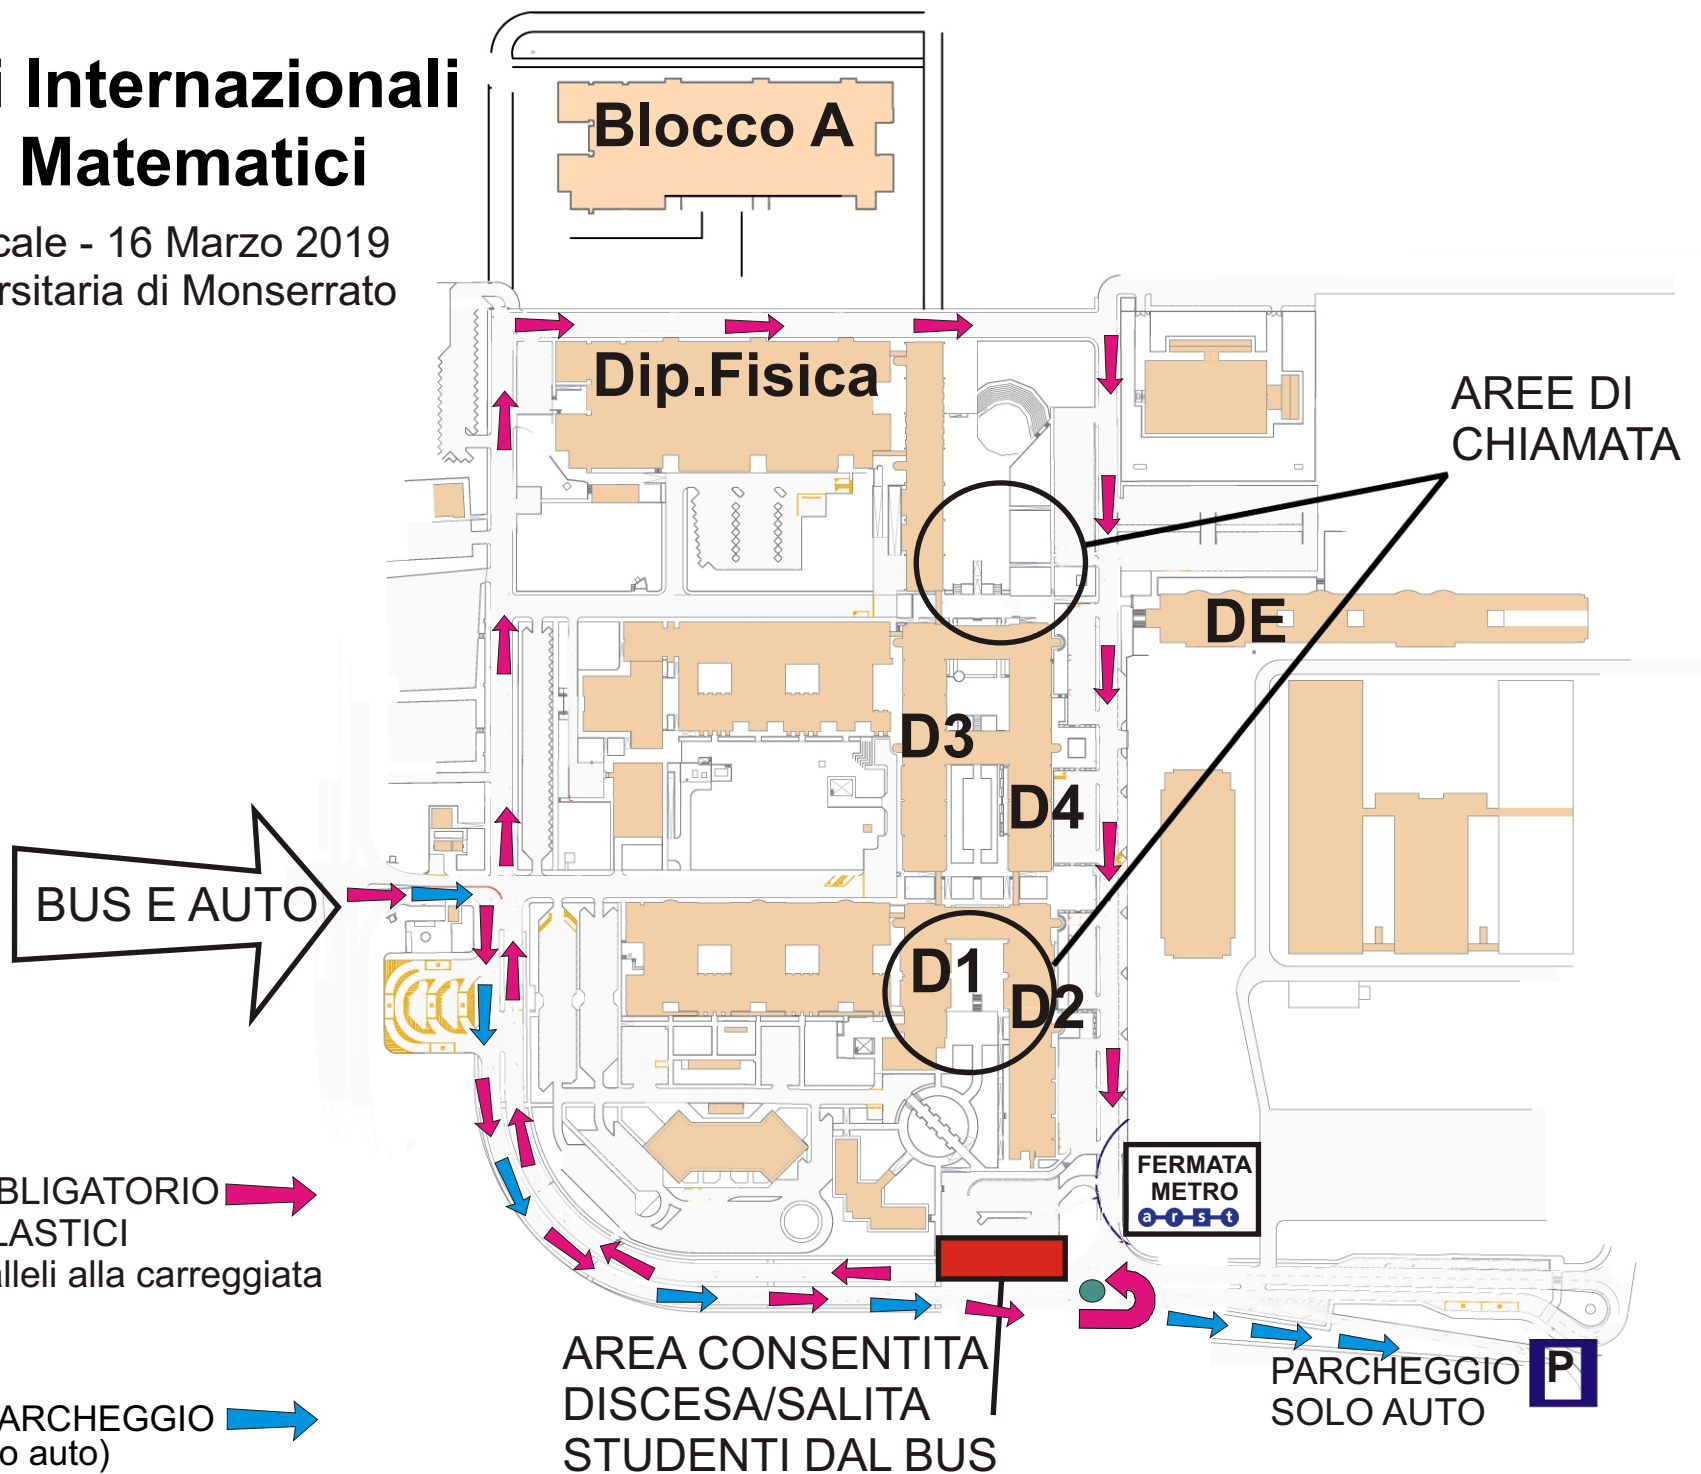 i Internazionali
Matematici
cale - 16 Marzo 2019
rsitaria di Monserrato
Blocco A
Dip.Fisica
AREE DI
CHIAMATA
DE
D3
D4
BUS E AUTO
D1
D2
FERMATA
METRO
a-r-s-t
BLIGATORIO
LASTICI
alleli alla carreggiata
AREA CONSENTITA
DISCESA/SALITA
STUDENTI DAL BUS
PARCHEGGIO
SOLO AUTO
P
ARCHEGGIO
o auto)